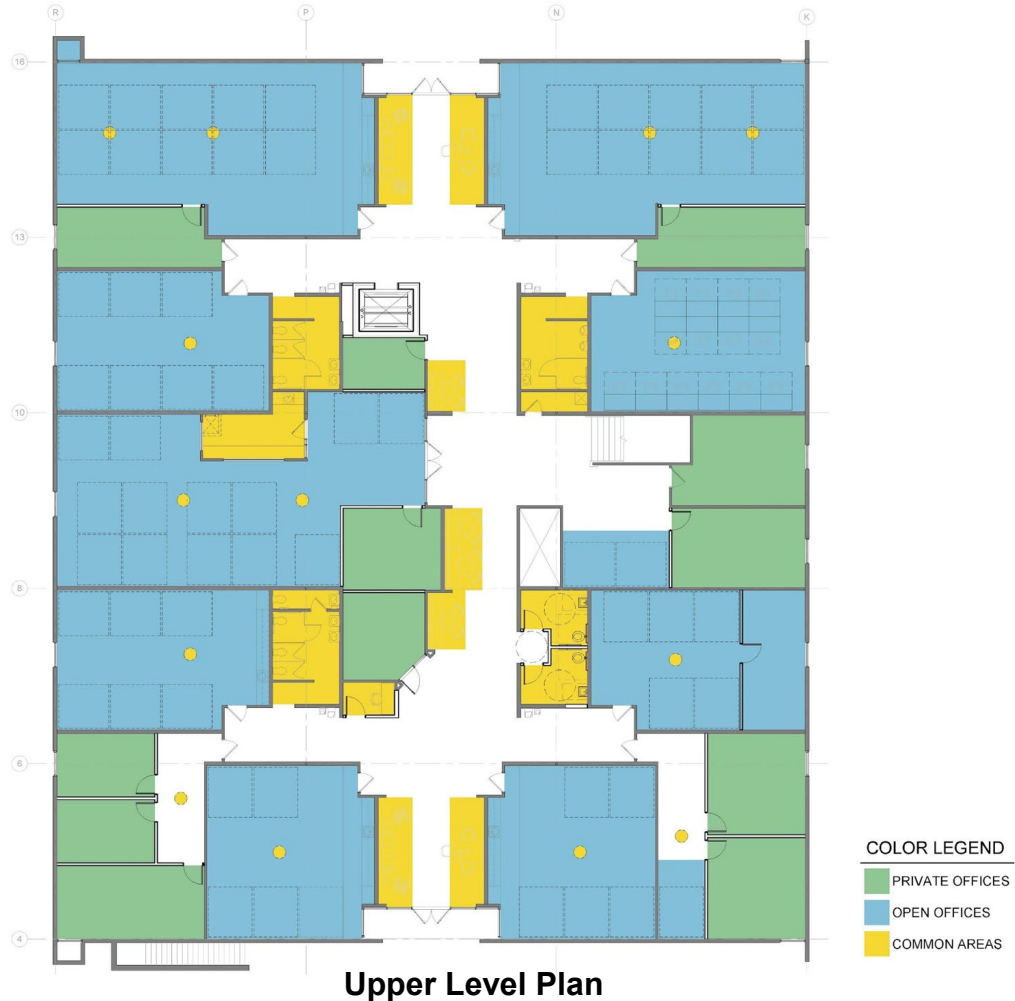 R P N K
16
13
10
8
6
4
COLOR LEGEND
PRIVATE OFFICES
OPEN OFFICES
COMMON AREAS
Upper Level Plan